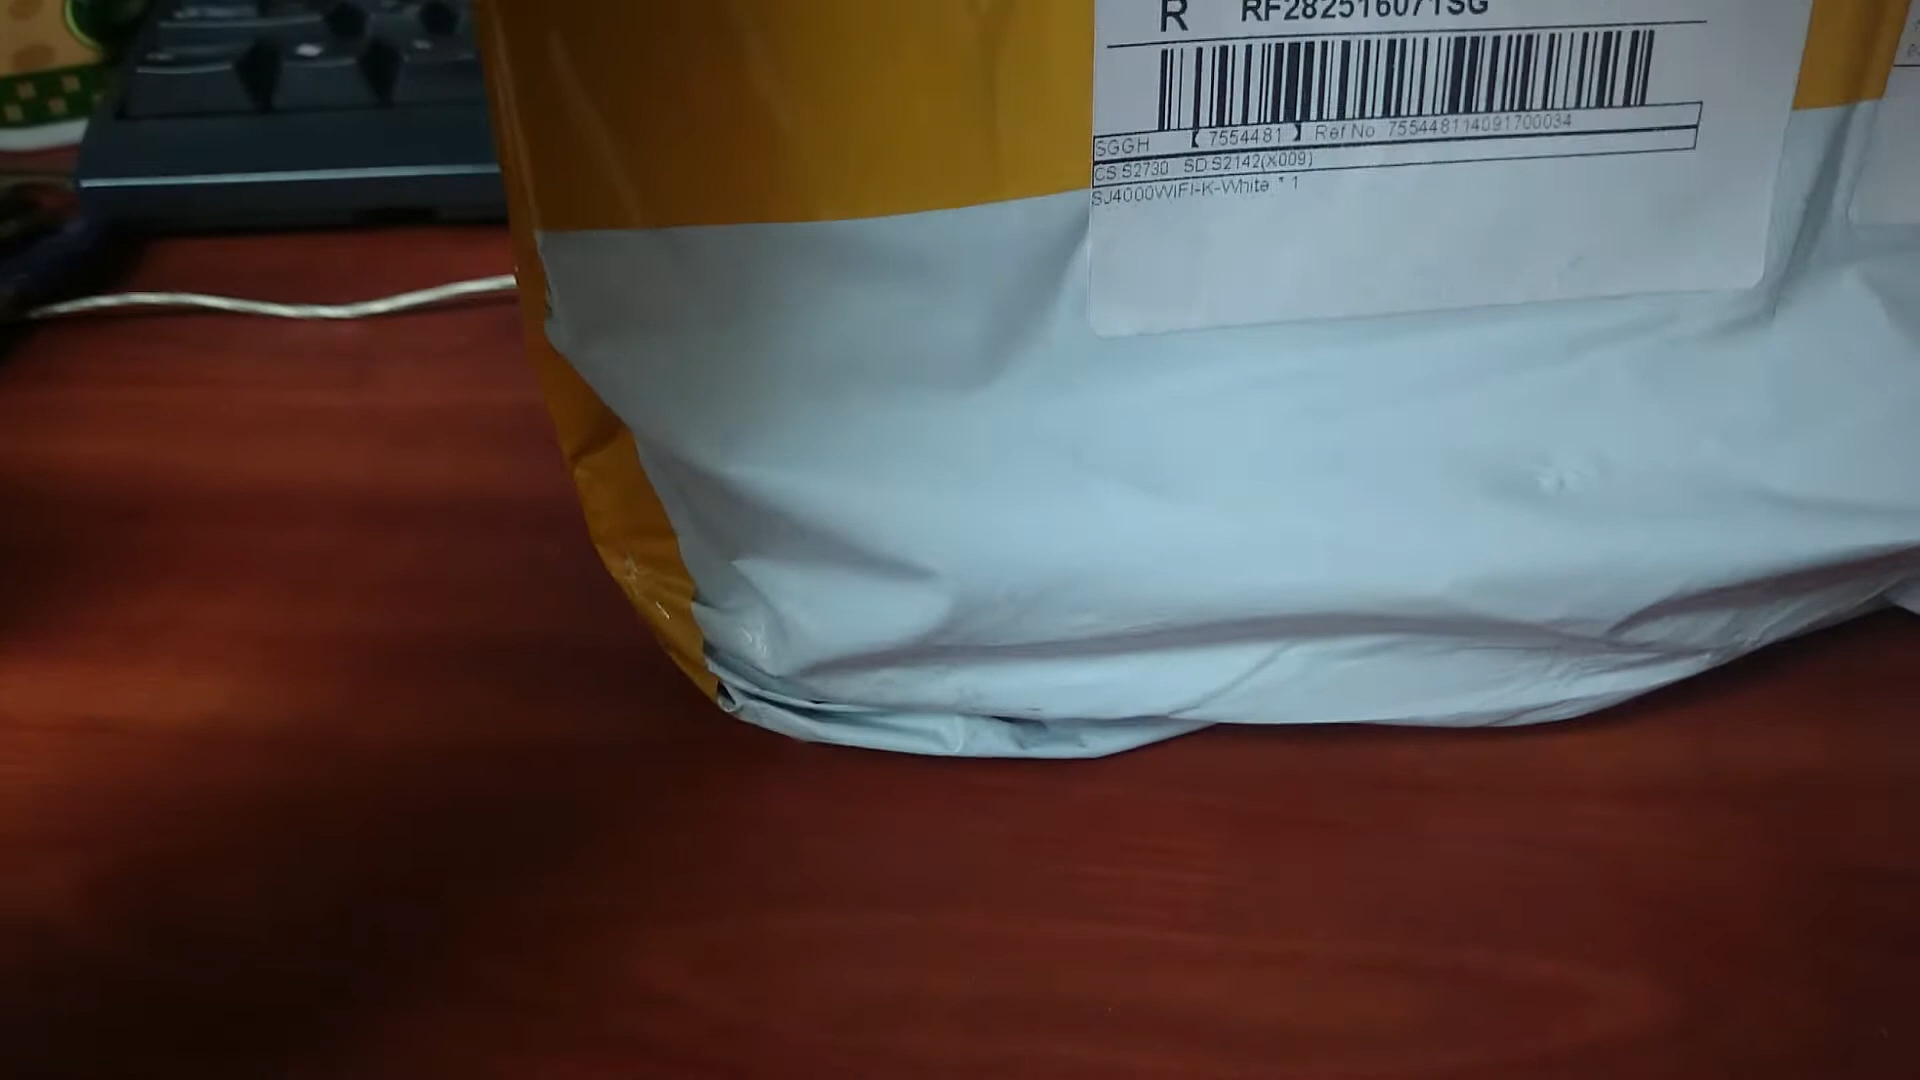 R RF282516071SG
SGGH 【 7554481 】 Ref No 755448114091700034
CS:S2730 SD:S2142(X009)
SJ4000WIFI-K-White * 1